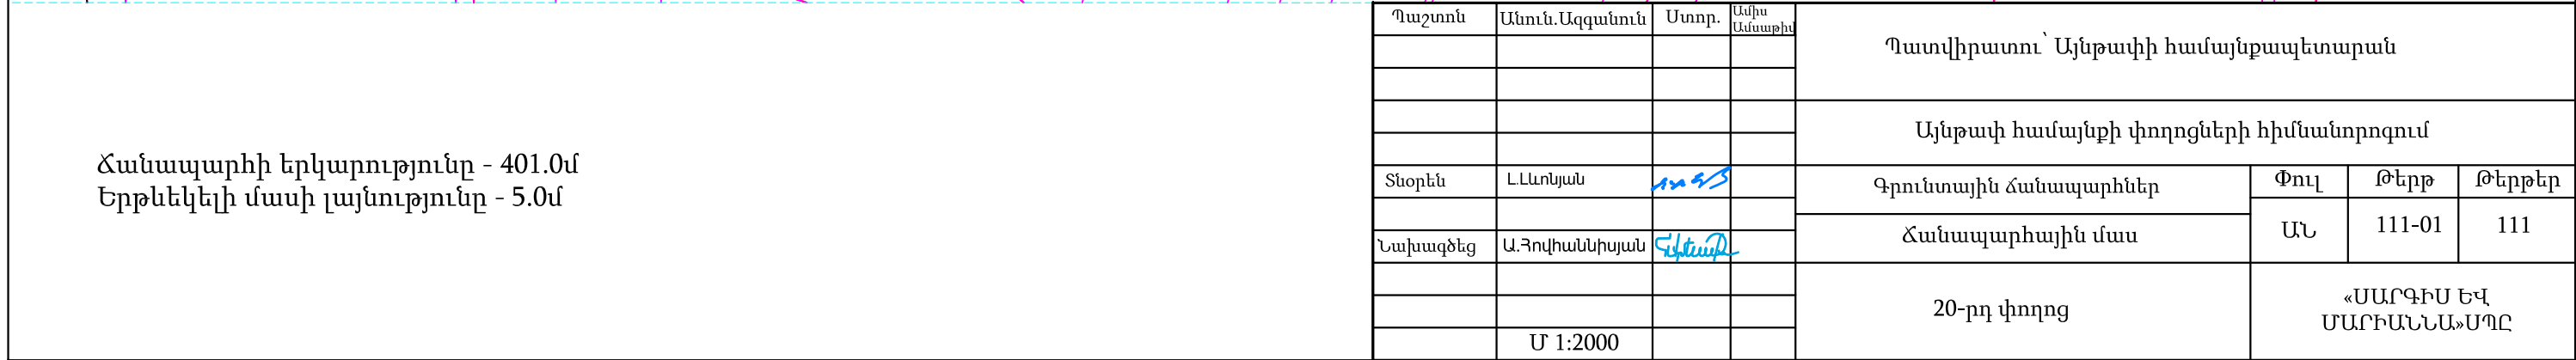 Ճանապարհի երկարությունը - 401.0մ
Երթևեկելի մասի լայնությունը - 5.0մ
Պաշտոն Անուն.Ազգանուն Ստոր. Ամիս
Ամսաթիվ
Պատվիրատու՝ Այնթափի համայնքապետարան
Այնթափ համայնքի փողոցների հիմնանորոգում
Տնօրեն Լ.Լևոնյան
Գրունտային ճանապարհներ
Փուլ Թերթ Թերթեր
Նախագծեց Ա.Հովհաննիսյան
Ճանապարհային մաս
ԱՆ 111-01 111
20-րդ փողոց
«ՍԱՐԳԻՍ ԵՎ
ՄԱՐԻԱՆՆԱ»ՍՊԸ
Մ 1:2000